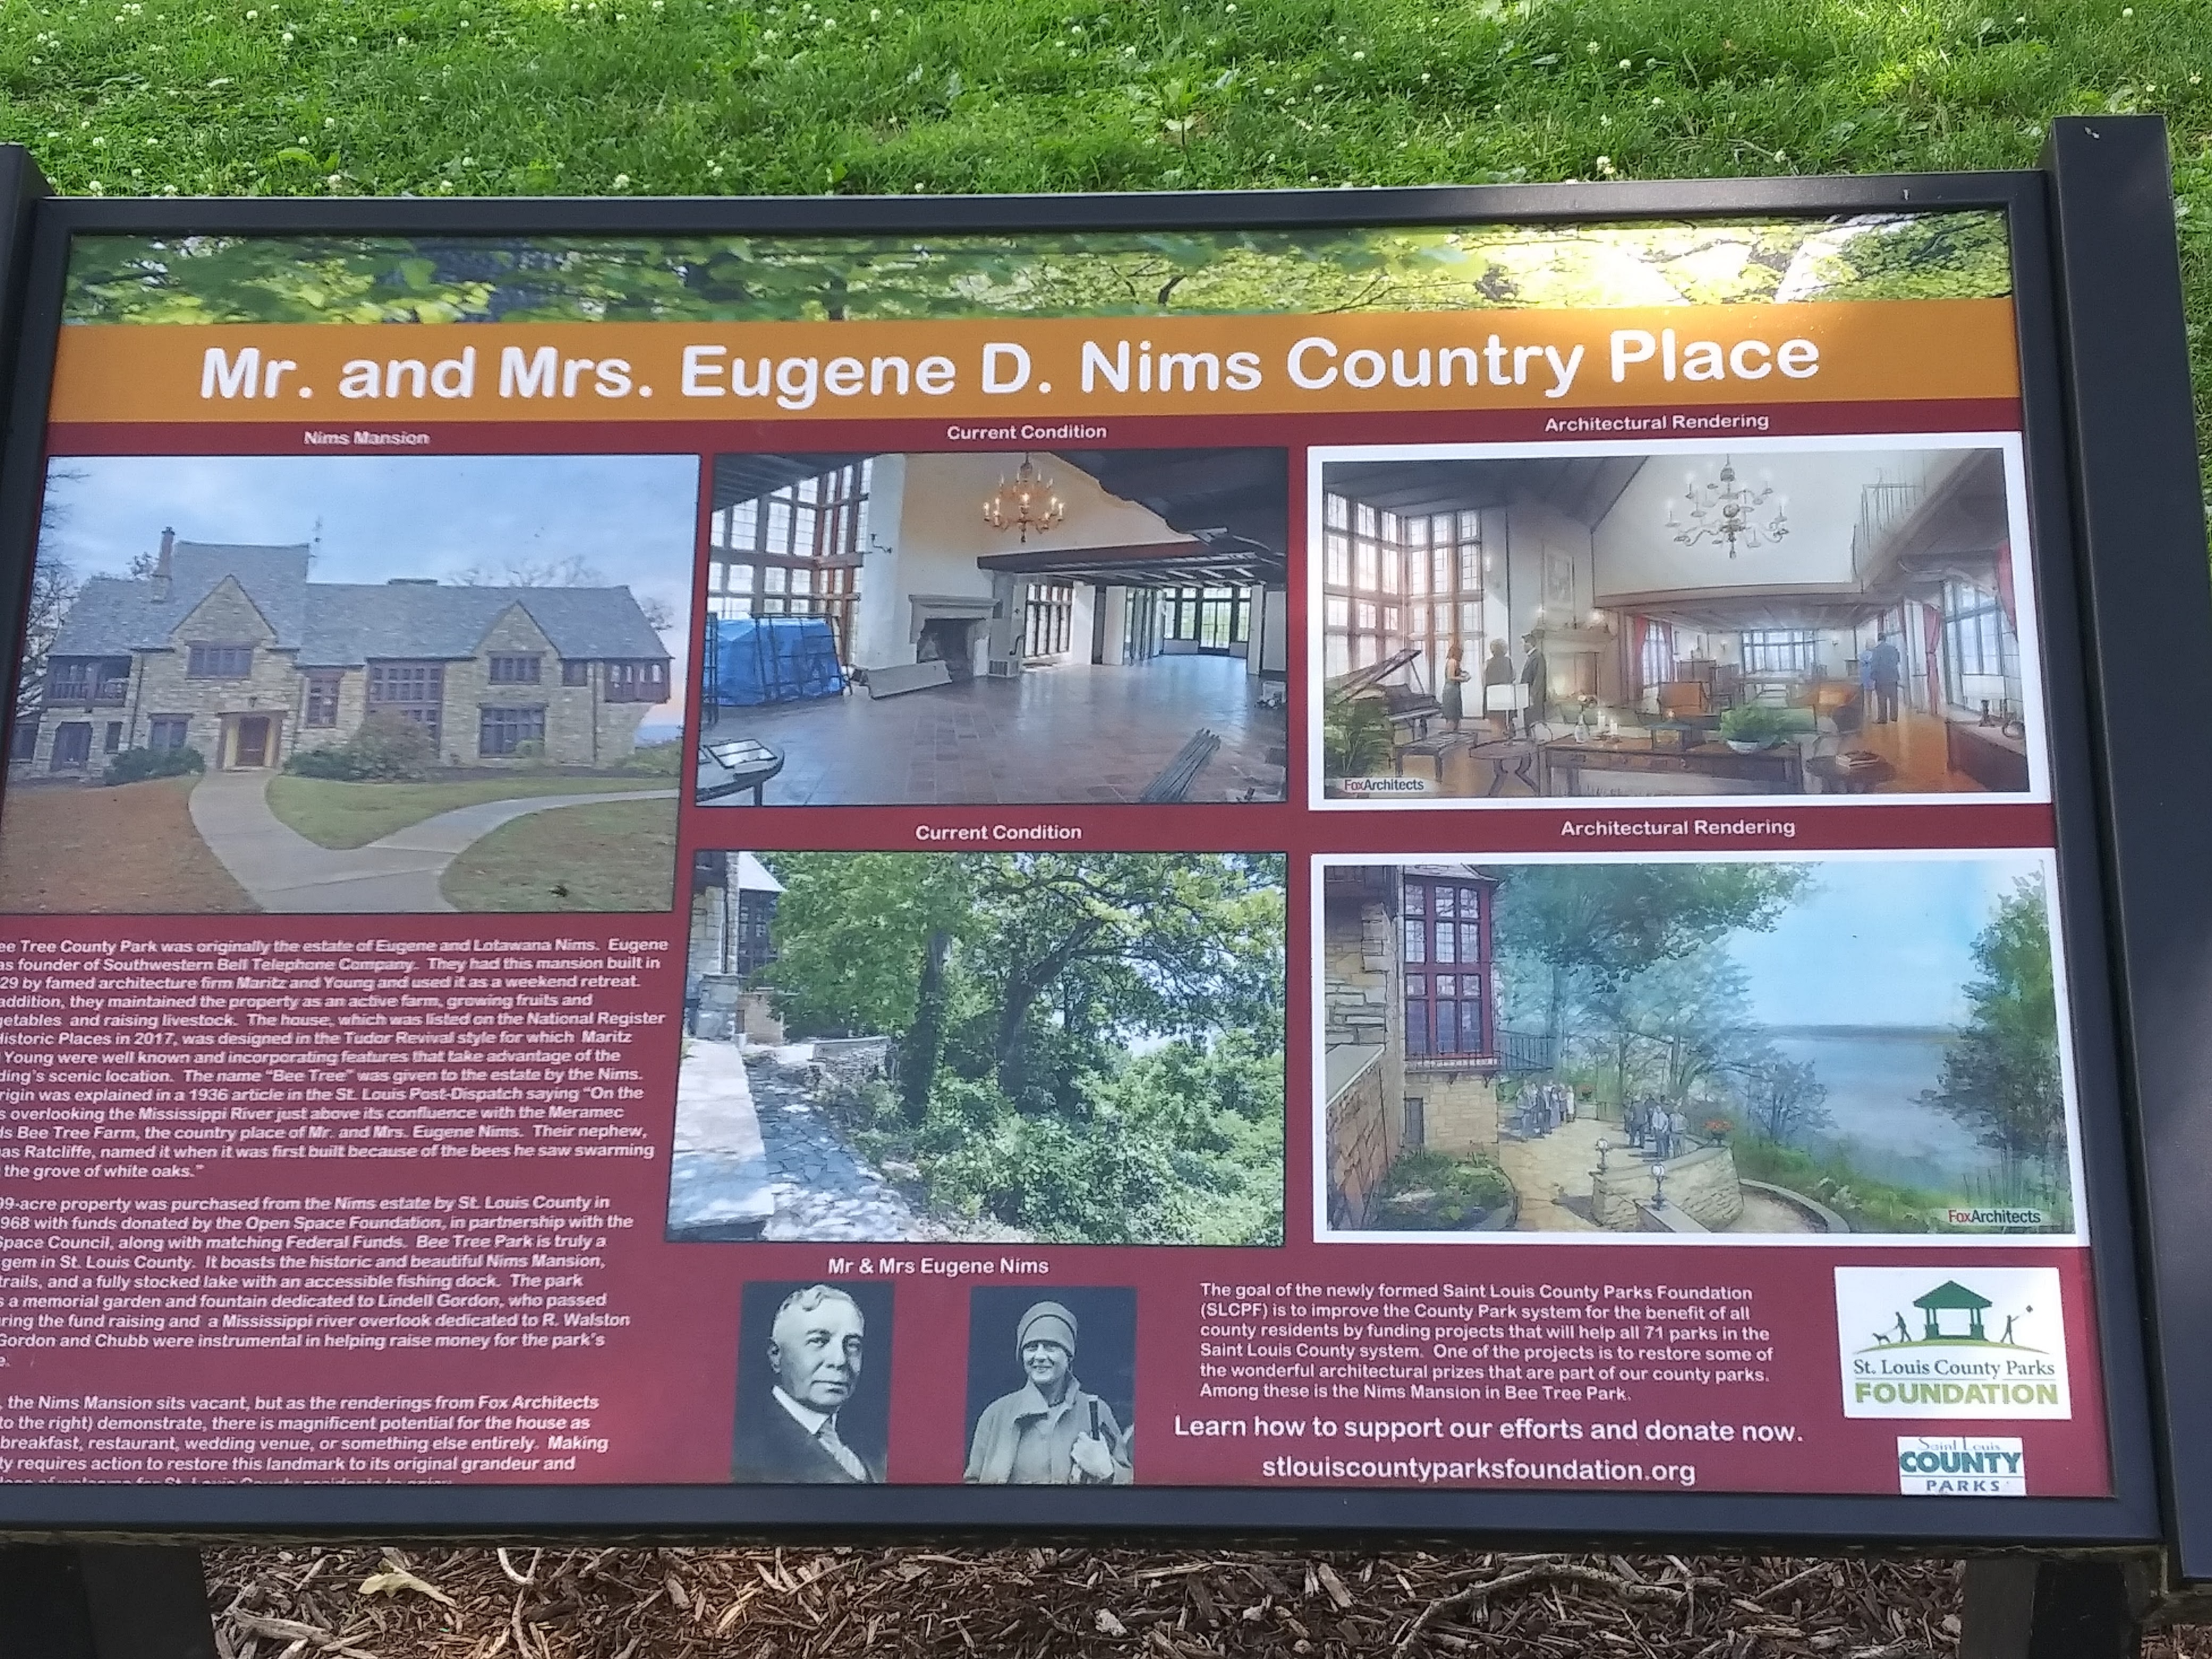 Mr. and Mrs. Eugene D. Nims Country Place
Nims Mansion
Current Condition
Architectural Rendering
FoxArchitects
Current Condition
Architectural Rendering
FoxArchitects
ee Tree County Park was originally the estate of Eugene and Lotawana Nims. Eugene
as founder of Southwestern Bell Telephone Company. They had this mansion built in
29 by famed architecture firm Maritz and Young and used it as a weekend retreat.
addition, they maintained the property as an active farm, growing fruits and
getables and raising livestock. The house, which was listed on the National Register
Historic Places in 2017, was designed in the Tudor Revival style for which Maritz
Young were well known and incorporating features that take advantage of the
ding's scenic location. The name "Bee Tree" was given to the estate by the Nims.
rigin was explained in a 1936 article in the St. Louis Post-Dispatch saying "On the
s overlooking the Mississippi River just above its confluence with the Meramec
ds Bee Tree Farm, the country place of Mr. and Mrs. Eugene Nims. Their nephew,
as Ratcliffe, named it when it was first built because of the bees he saw swarming
the grove of white oaks."
99-acre property was purchased from the Nims estate by St. Louis County in
968 with funds donated by the Open Space Foundation, in partnership with the
Space Council, along with matching Federal Funds. Bee Tree Park is truly a
gem in St. Louis County. It boasts the historic and beautiful Nims Mansion,
trails, and a fully stocked lake with an accessible fishing dock. The park
s a memorial garden and fountain dedicated to Lindell Gordon, who passed
ring the fund raising and a Mississippi river overlook dedicated to R. Walston
Gordon and Chubb were instrumental in helping raise money for the park's
e.
, the Nims Mansion sits vacant, but as the renderings from Fox Architects
to the right) demonstrate, there is magnificent potential for the house as
breakfast, restaurant, wedding venue, or something else entirely. Making
ty requires action to restore this landmark to its original grandeur and
Mr & Mrs Eugene Nims
The goal of the newly formed Saint Louis County Parks Foundation
(SLCPF) is to improve the County Park system for the benefit of all
county residents by funding projects that will help all 71 parks in the
Saint Louis County system. One of the projects is to restore some of
the wonderful architectural prizes that are part of our county parks.
Among these is the Nims Mansion in Bee Tree Park.
Learn how to support our efforts and donate now.
stlouiscountyparksfoundation.org
St. Louis County Parks
FOUNDATION
Saint Louis
COUNTY
PARKS